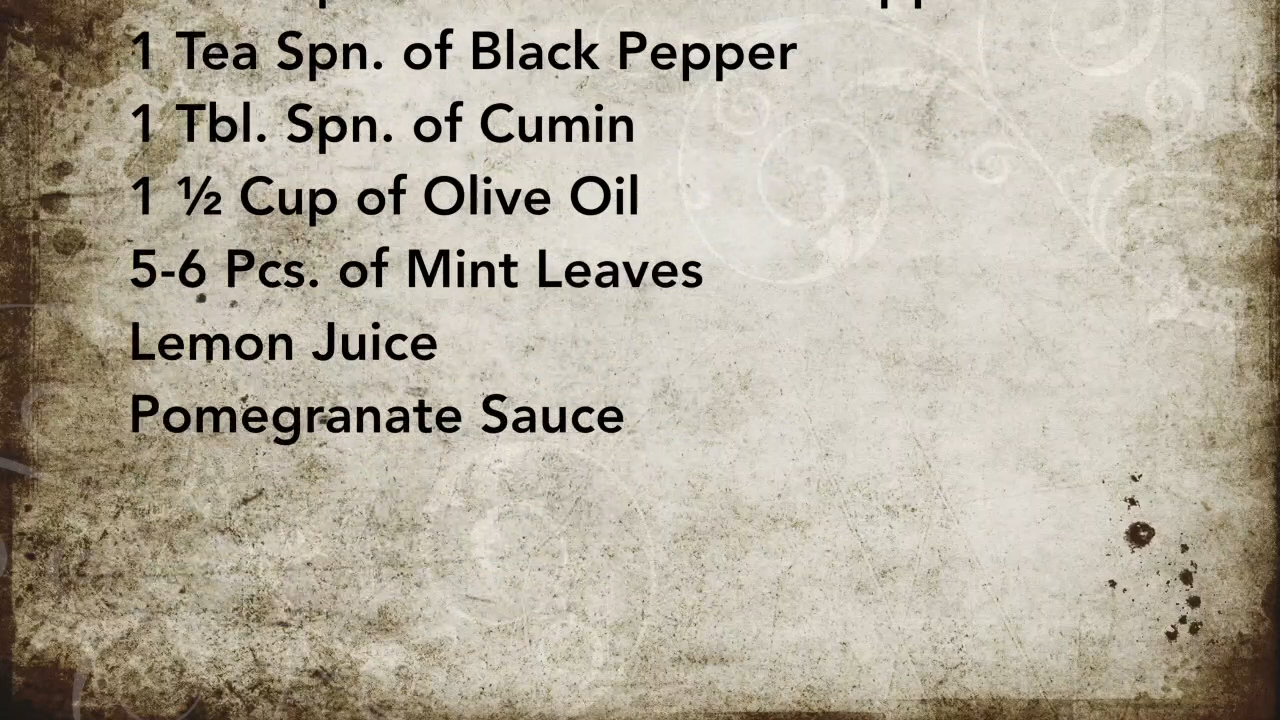 1 Tea Spn. of Black Pepper
1 Tbl. Spn. of Cumin
1 ½ Cup of Olive Oil
5-6 Pcs. of Mint Leaves
Lemon Juice
Pomegranate Sauce